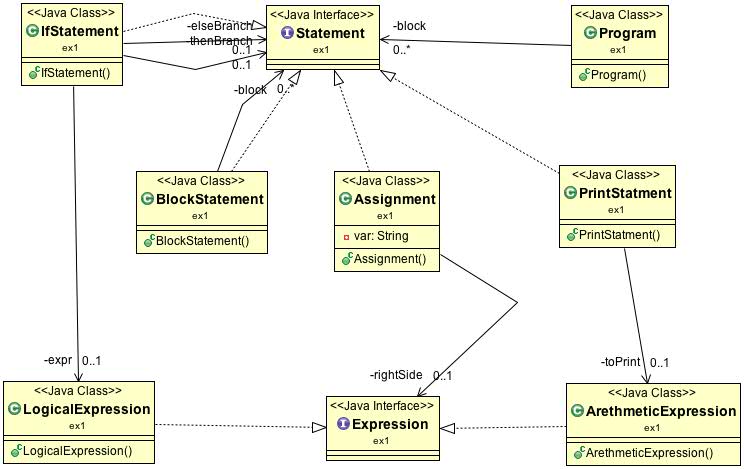 <<Java Class>>
IfStatement
ex1
IfStatement()
-elseBranch
-thenBranch
0..1
0..1
<<Java Interface>>
Statement
ex1
-block
0..*
<<Java Class>>
Program
ex1
Program()
-block
0..*
<<Java Class>>
BlockStatement
ex1
BlockStatement()
<<Java Class>>
Assignment
ex1
var: String
Assignment()
<<Java Class>>
PrintStatment
ex1
PrintStatment()
-expr
0..1
-rightSide
0..1
-toPrint
0..1
<<Java Class>>
LogicalExpression
ex1
LogicalExpression()
<<Java Interface>>
Expression
ex1
<<Java Class>>
ArethmeticExpression
ex1
ArethmeticExpression()